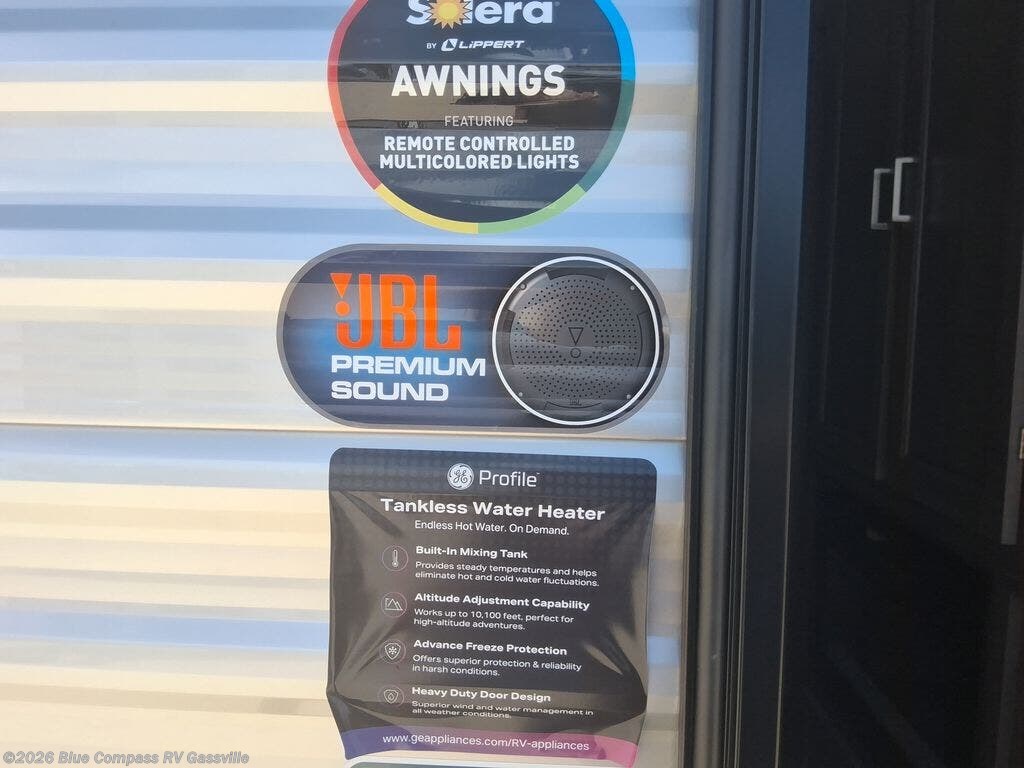 Solera
BY LIPPERT
AWNINGS
FEATURING
REMOTE CONTROLLED
MULTICOLORED LIGHTS
JBL
PREMIUM
SOUND
GE Profile
Tankless Water Heater
Endless Hot Water. On Demand.
Built-In Mixing Tank
Provides steady temperatures and helps
eliminate hot and cold water fluctuations.
Altitude Adjustment Capability
Works up to 10,100 feet, perfect for
high-altitude adventures.
Advance Freeze Protection
Offers superior protection & reliability
in harsh conditions.
Heavy Duty Door Design
Superior wind and water management in
all weather conditions.
www.geappliances.com/RV-appliances
©2026 Blue Compass RV Gassville